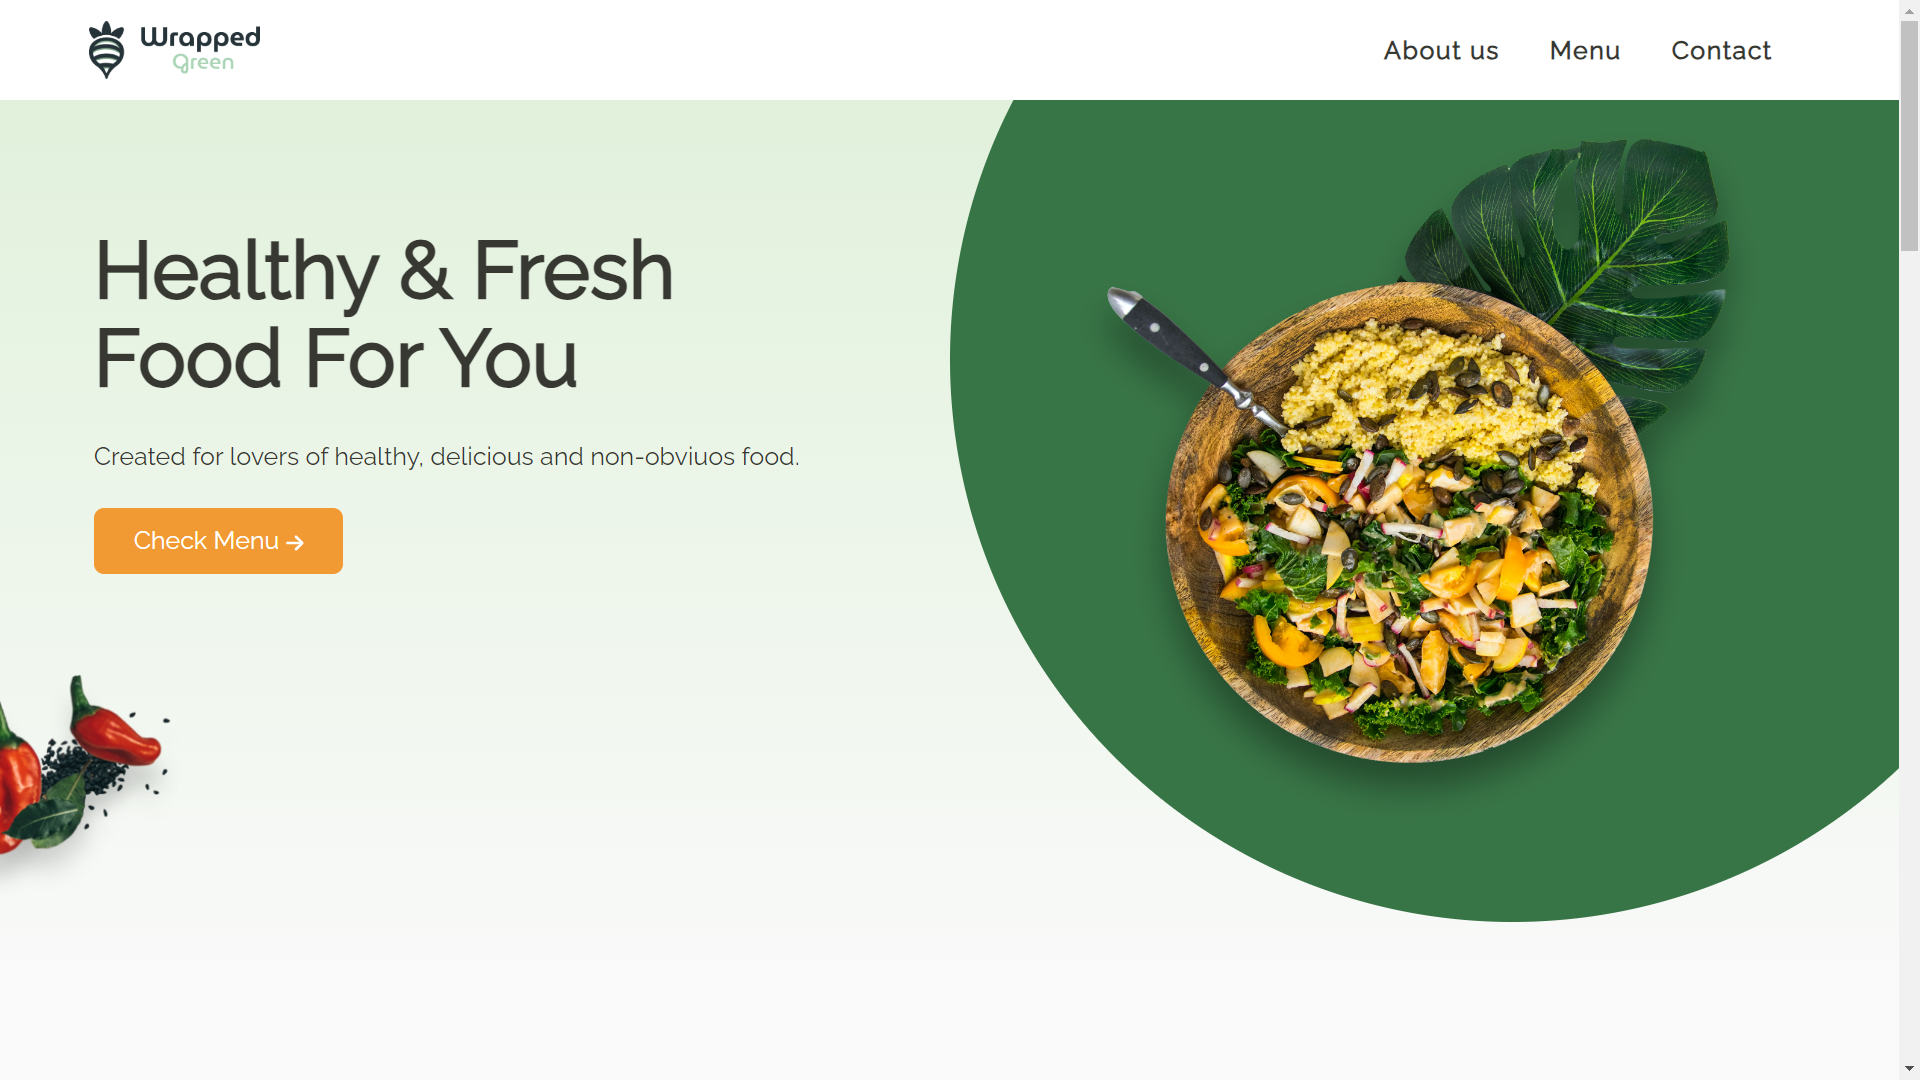 Wrapped
Green
About us
Menu
Contact
Healthy & Fresh
Food For You
Created for lovers of healthy, delicious and non-obviuos food.
Check Menu →